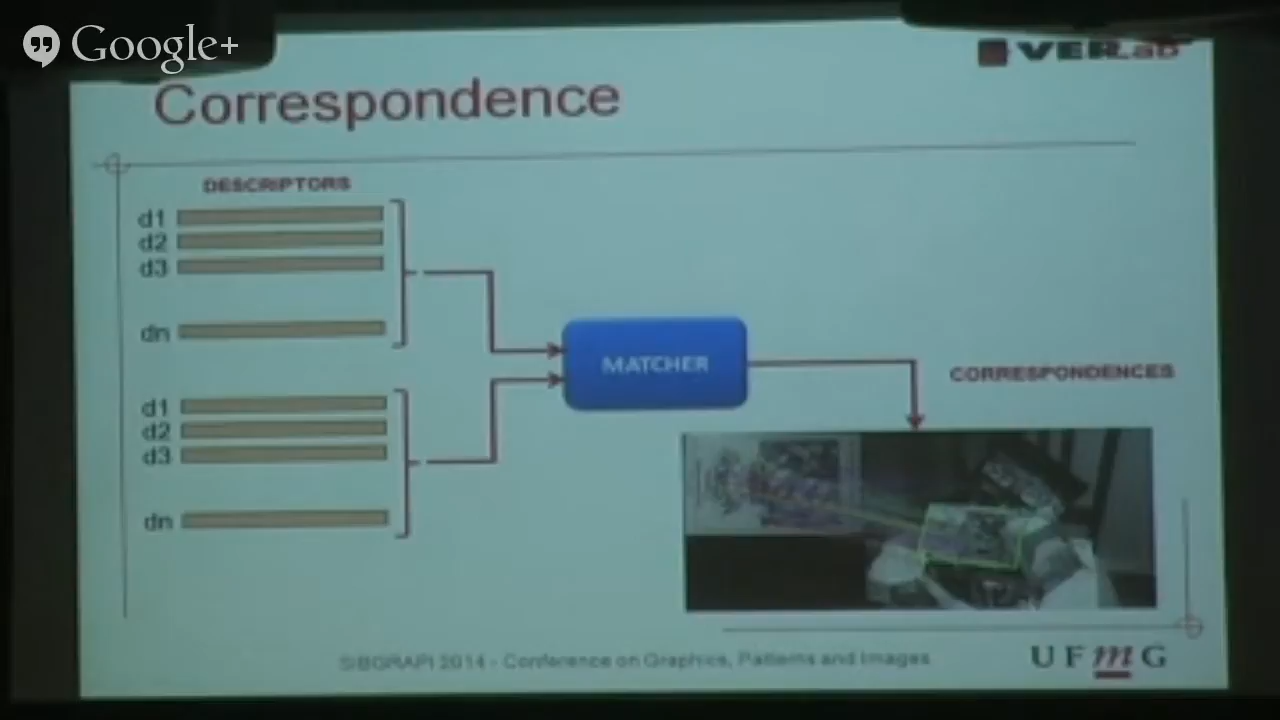 Google+
VERLab
Correspondence
DESCRIPTORS
d1
d2
d3
dn
d1
d2
d3
dn
MATCHER
CORRESPONDENCES
SIBGRAPI 2014 - Conference on Graphics, Patterns and Images
UFmG